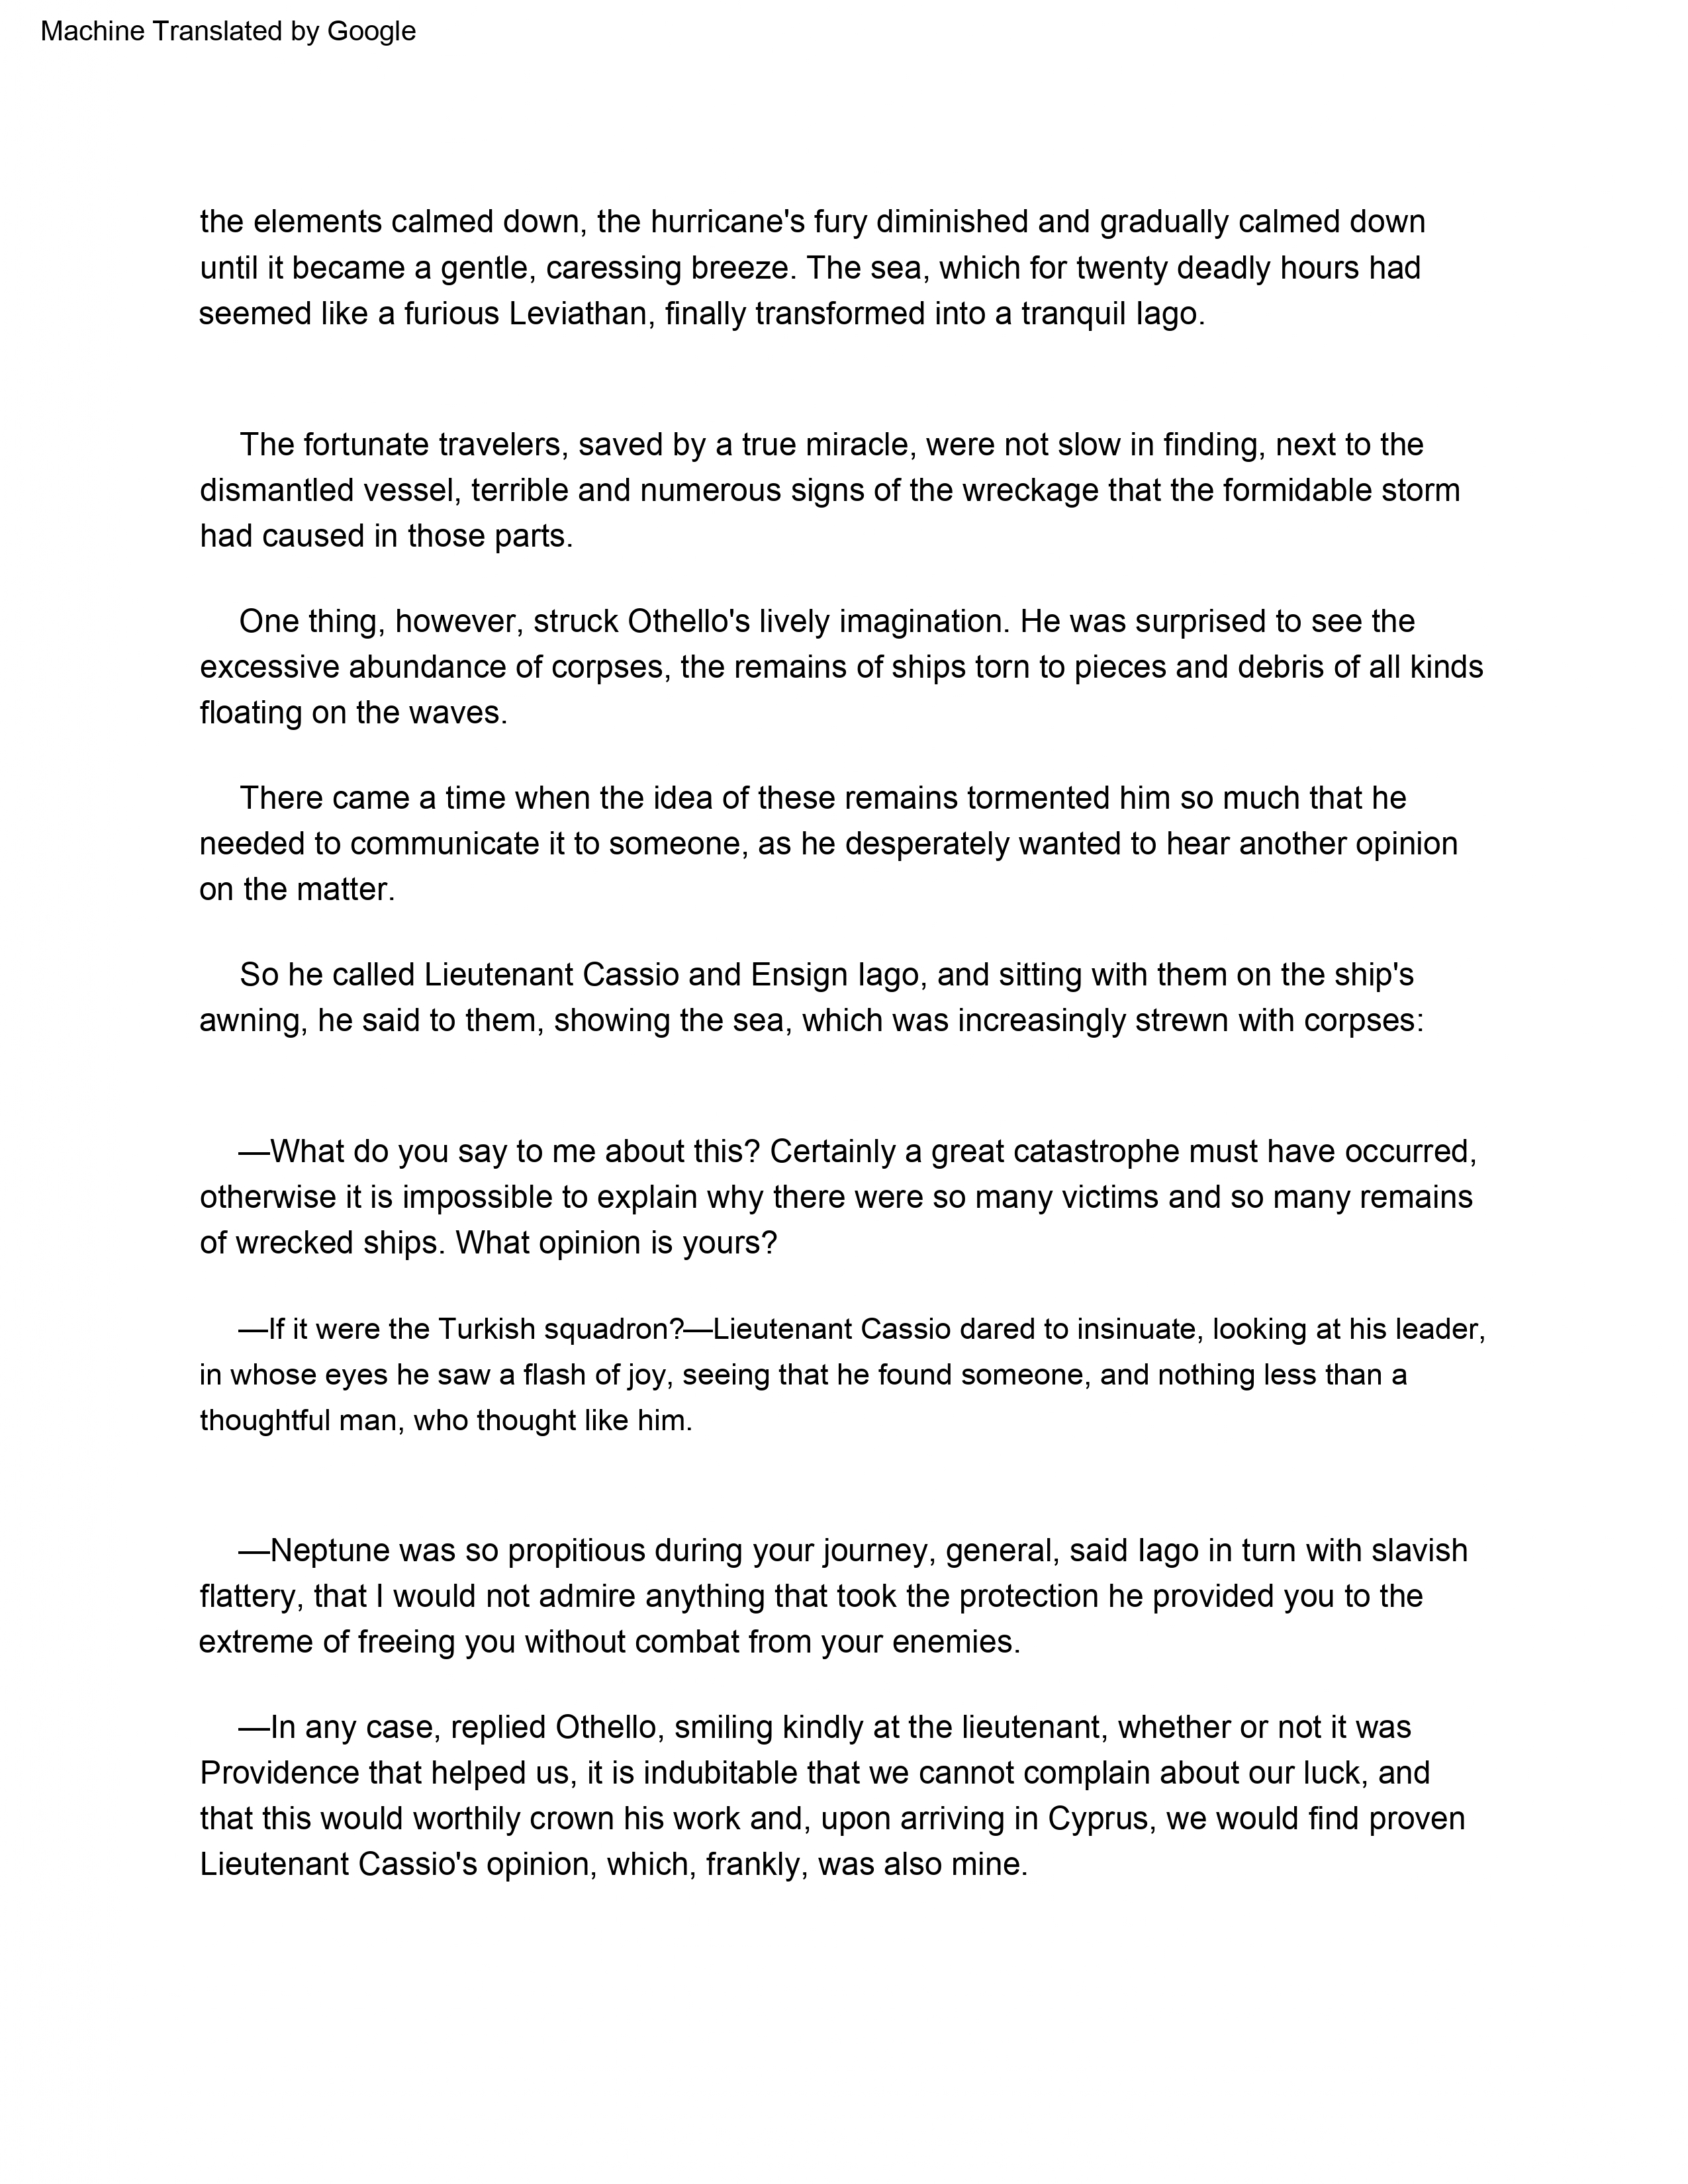 Machine Translated by Google
the elements calmed down, the hurricane's fury diminished and gradually calmed down
until it became a gentle, caressing breeze. The sea, which for twenty deadly hours had
seemed like a furious Leviathan, finally transformed into a tranquil Iago.
The fortunate travelers, saved by a true miracle, were not slow in finding, next to the
dismantled vessel, terrible and numerous signs of the wreckage that the formidable storm
had caused in those parts.
One thing, however, struck Othello's lively imagination. He was surprised to see the
excessive abundance of corpses, the remains of ships torn to pieces and debris of all kinds
floating on the waves.
There came a time when the idea of these remains tormented him so much that he
needed to communicate it to someone, as he desperately wanted to hear another opinion
on the matter.
So he called Lieutenant Cassio and Ensign Iago, and sitting with them on the ship's
awning, he said to them, showing the sea, which was increasingly strewn with corpses:
—What do you say to me about this? Certainly a great catastrophe must have occurred,
otherwise it is impossible to explain why there were so many victims and so many remains
of wrecked ships. What opinion is yours?
—If it were the Turkish squadron?—Lieutenant Cassio dared to insinuate, looking at his leader,
in whose eyes he saw a flash of joy, seeing that he found someone, and nothing less than a
thoughtful man, who thought like him.
—Neptune was so propitious during your journey, general, said Iago in turn with slavish
flattery, that I would not admire anything that took the protection he provided you to the
extreme of freeing you without combat from your enemies.
—In any case, replied Othello, smiling kindly at the lieutenant, whether or not it was
Providence that helped us, it is indubitable that we cannot complain about our luck, and
that this would worthily crown his work and, upon arriving in Cyprus, we would find proven
Lieutenant Cassio's opinion, which, frankly, was also mine.